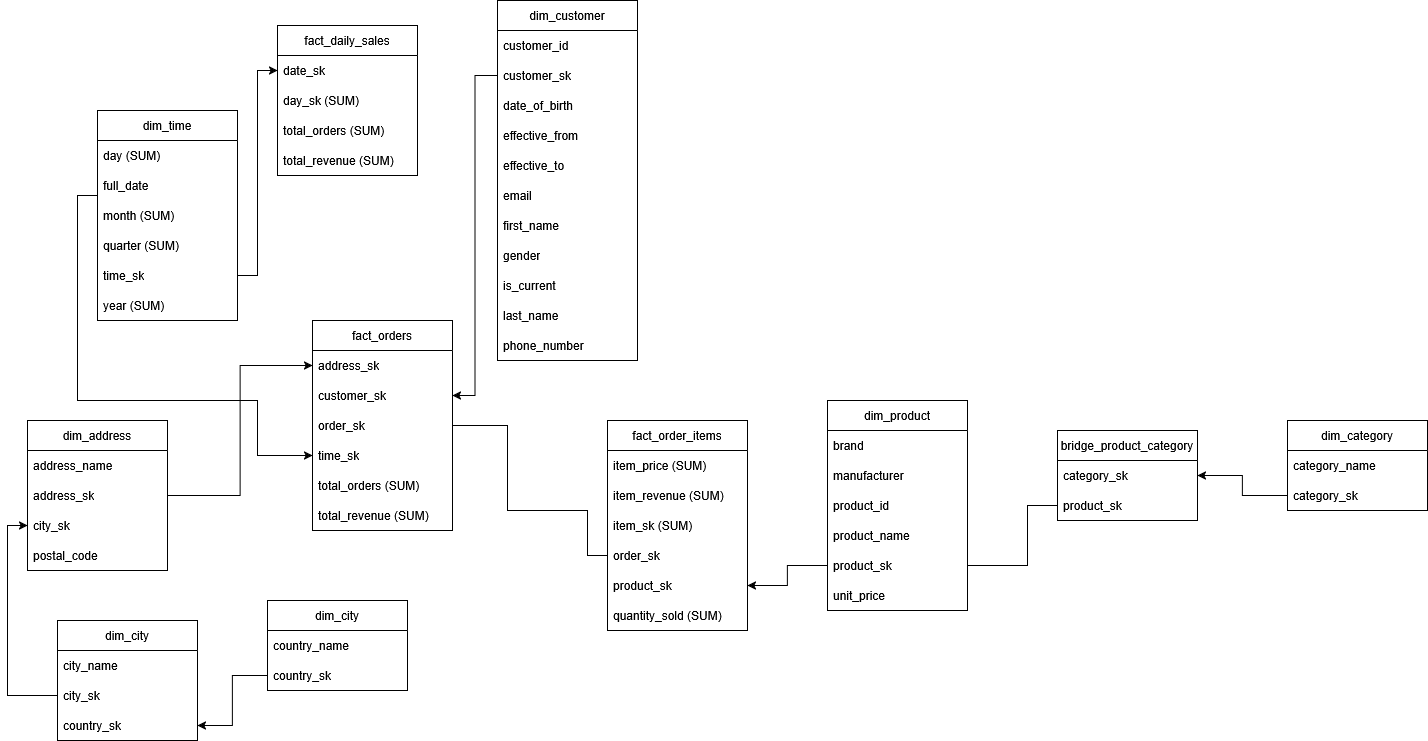 dim_customer
customer_id
customer_sk
date_of_birth
effective_from
effective_to
email
first_name
gender
is_current
last_name
phone_number
fact_daily_sales
date_sk
day_sk (SUM)
total_orders (SUM)
total_revenue (SUM)
dim_time
day (SUM)
full_date
month (SUM)
quarter (SUM)
time_sk
year (SUM)
fact_orders
address_sk
customer_sk
order_sk
time_sk
total_orders (SUM)
total_revenue (SUM)
dim_address
address_name
address_sk
city_sk
postal_code
fact_order_items
item_price (SUM)
item_revenue (SUM)
item_sk (SUM)
order_sk
product_sk
quantity_sold (SUM)
dim_product
brand
manufacturer
product_id
product_name
product_sk
unit_price
bridge_product_category
category_sk
product_sk
dim_category
category_name
category_sk
dim_city
city_name
city_sk
country_sk
dim_city
country_name
country_sk